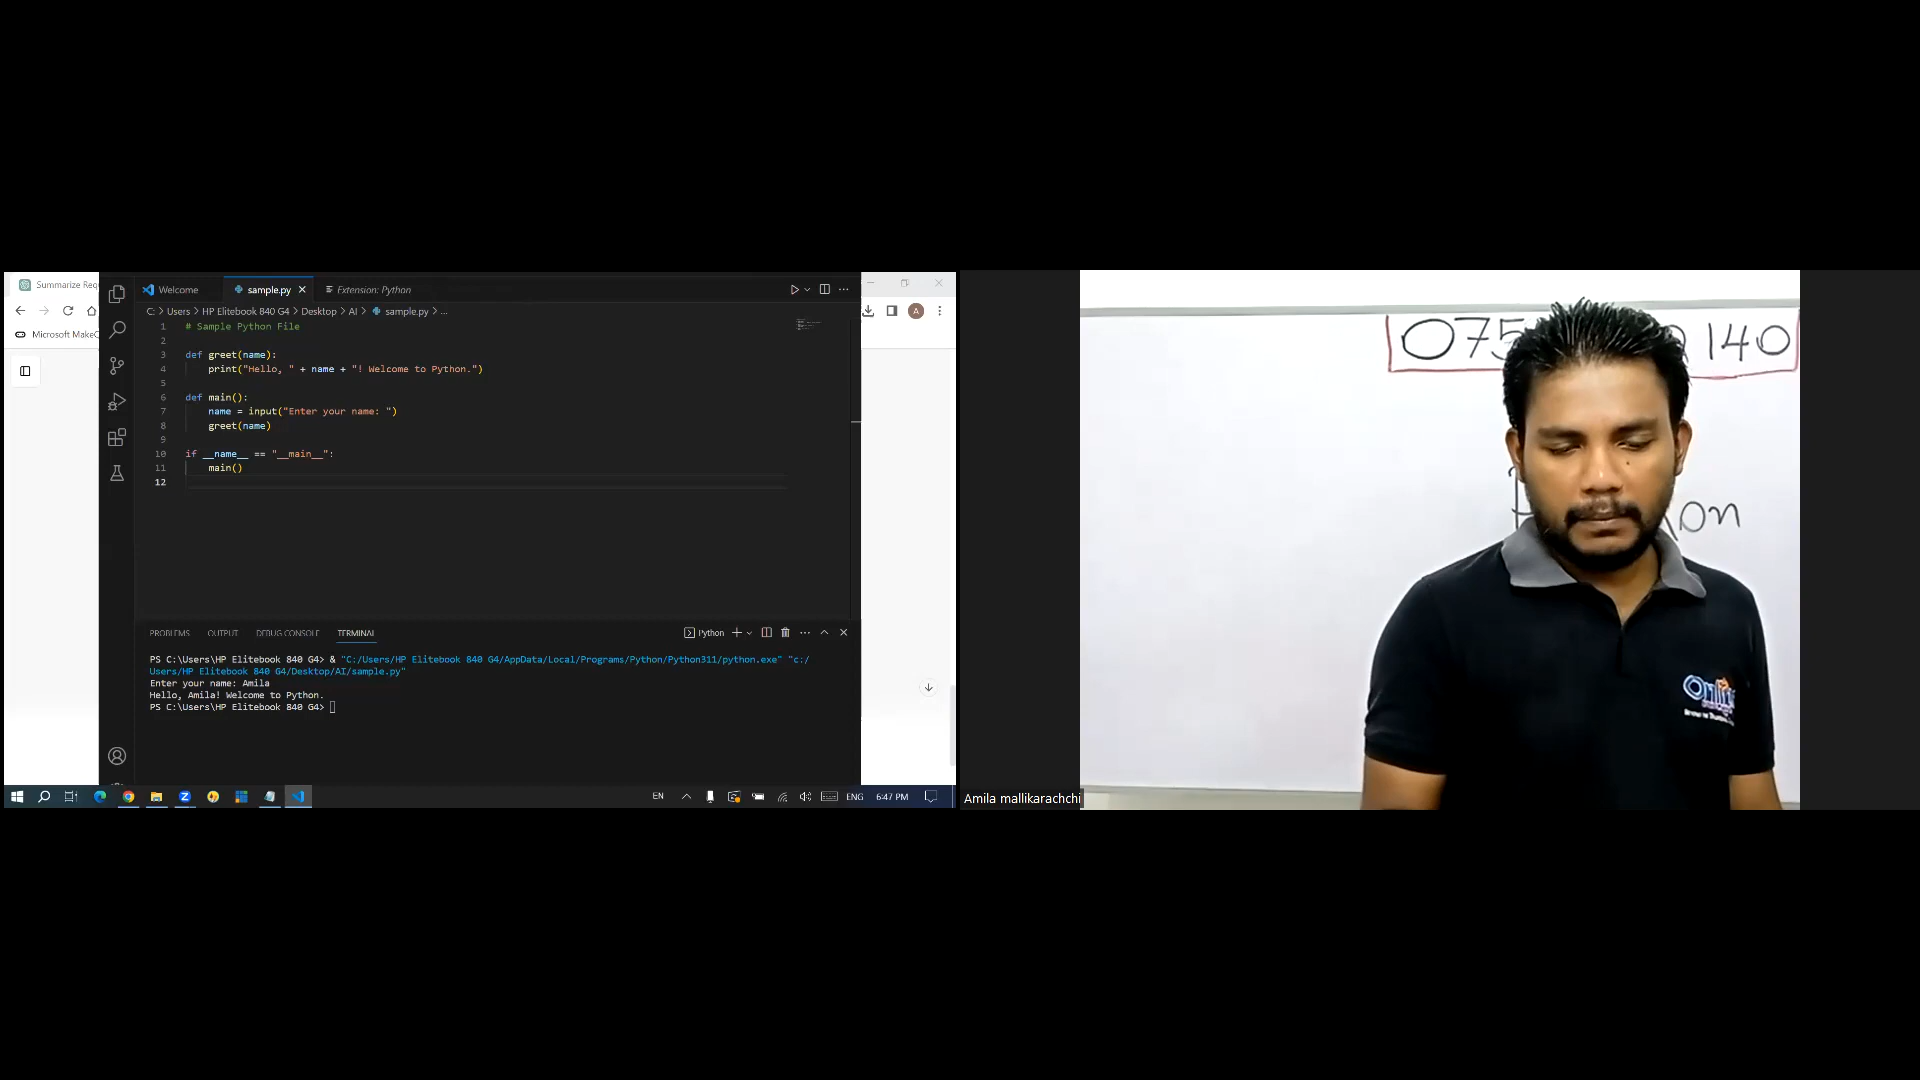 Summarize Req
Microsoft MakeC
Welcome
sample.py
Extension: Python
C: > Users > HP Elitebook 840 G4 > Desktop > AI > sample.py > ...
1 # Sample Python File
2
3 def greet(name):
4 print("Hello, " + name + "! Welcome to Python.")
5
6 def main():
7 name = input("Enter your name: ")
8 greet(name)
9
10 if __name__ == "__main__":
11 main()
12
PROBLEMS OUTPUT DEBUG CONSOLE TERMINAL
Python
PS C:\Users\HP Elitebook 840 G4> & "C:/Users/HP Elitebook 840 G4/AppData/Local/Programs/Python/Python311/python.exe" "c:/
Users/HP Elitebook 840 G4/Desktop/AI/sample.py"
Enter your name: Amila
Hello, Amila! Welcome to Python.
PS C:\Users\HP Elitebook 840 G4>
A
EN
ENG
6:47 PM
075
140
on
Amila mallikarachchi